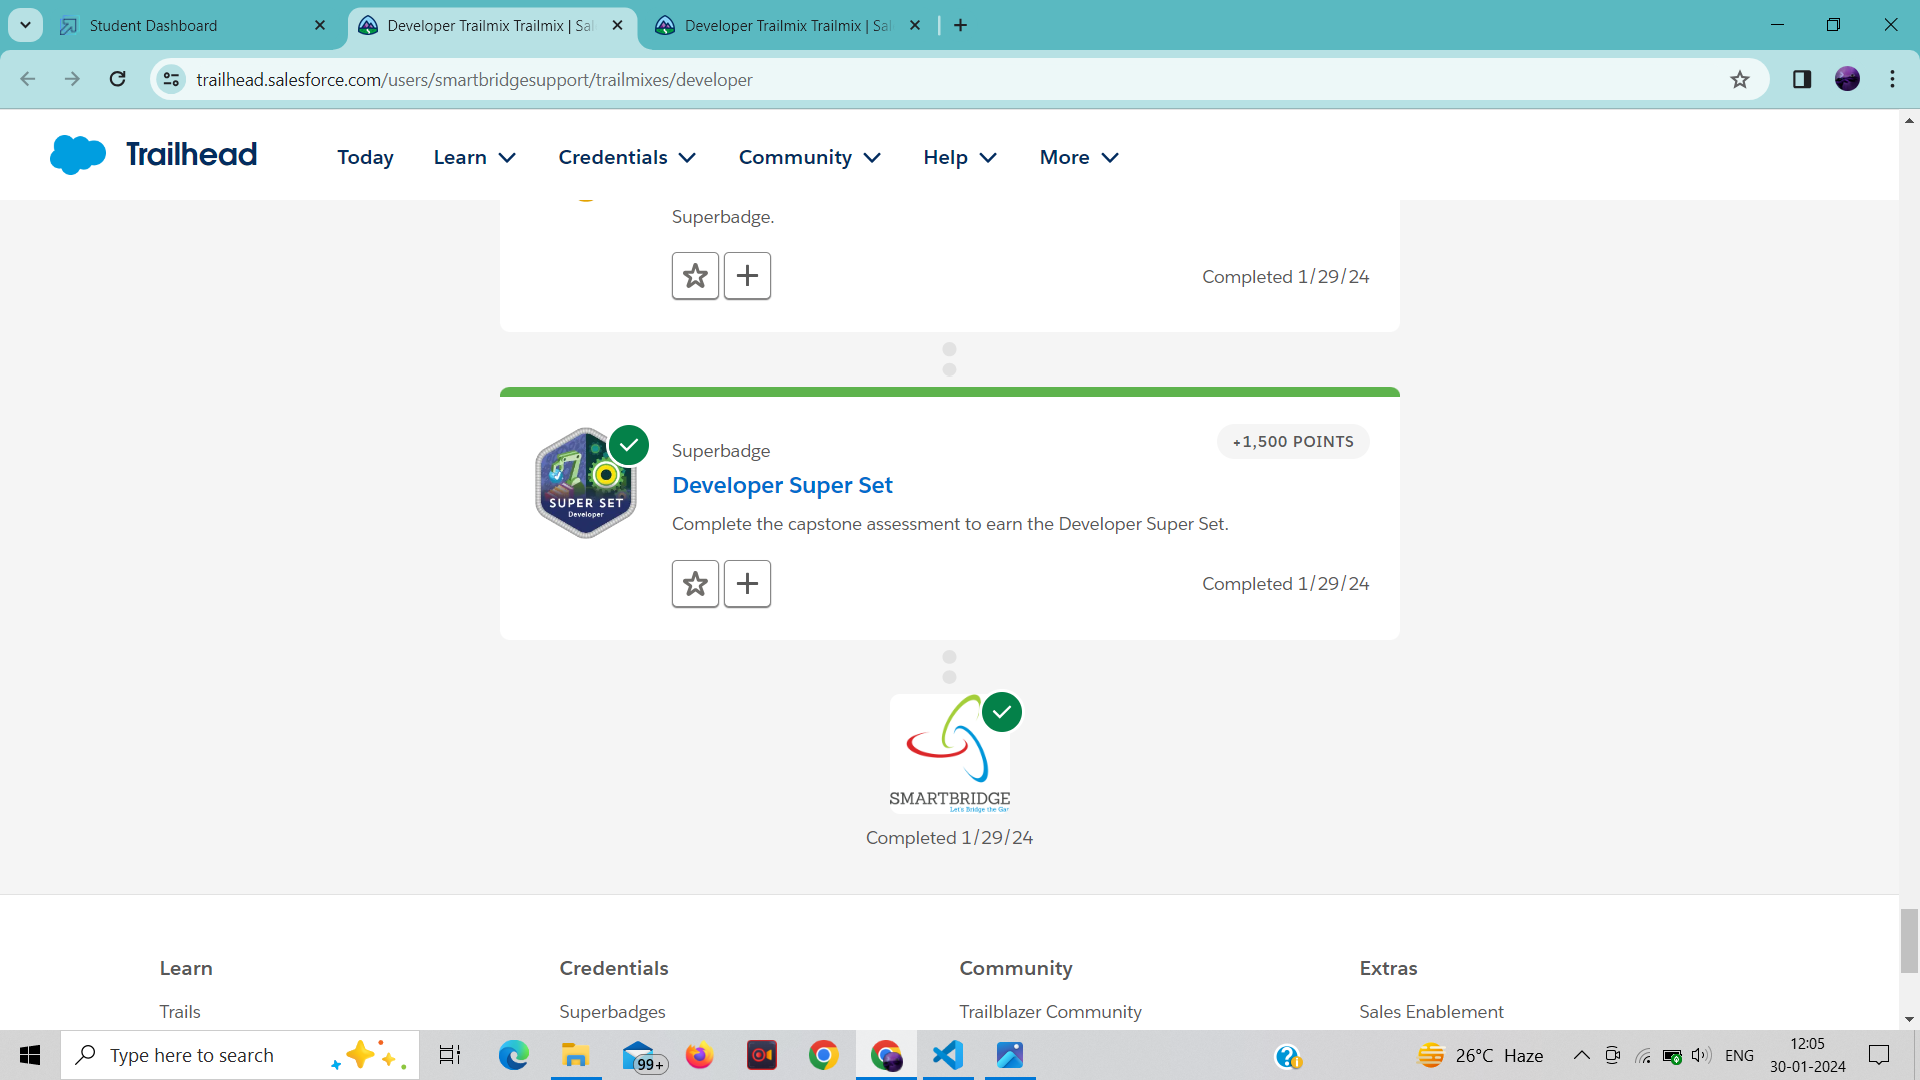 Student Dashboard
Developer Trailmix Trailmix | Sal
Developer Trailmix Trailmix | Sal
trailhead.salesforce.com/users/smartbridgesupport/trailmixes/developer
Trailhead
Today
Learn
Credentials
Community
Help
More
Superbadge.
Completed 1/29/24
+1,500 POINTS
Superbadge
Developer Super Set
SUPER SET
Developer
Complete the capstone assessment to earn the Developer Super Set.
Completed 1/29/24
SMARTBRIDGE
Let's Bridge the Gap
Completed 1/29/24
Learn
Credentials
Community
Extras
Trails
Superbadges
Trailblazer Community
Sales Enablement
Type here to search
99+
26°C Haze
ENG
12:05
30-01-2024